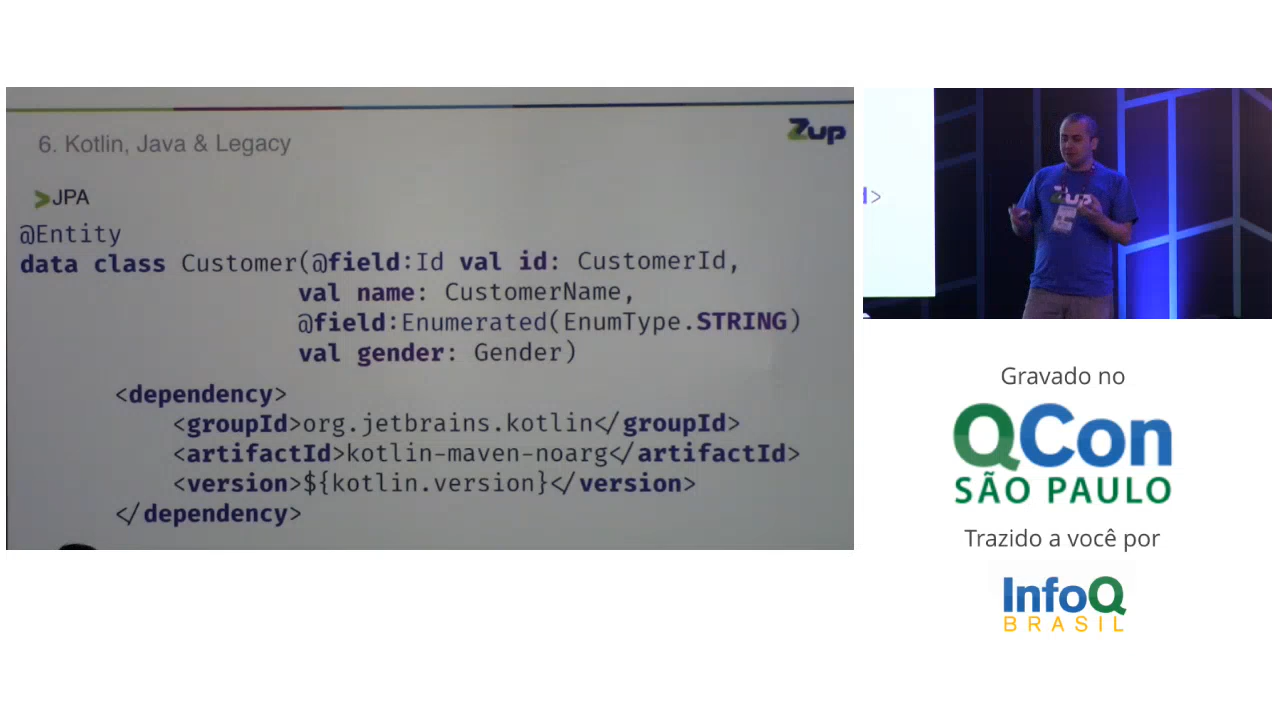 6. Kotlin, Java & Legacy
Zup
>JPA
@Entity
data class Customer(@field:Id val id: CustomerId,
val name: CustomerName,
@field:Enumerated(EnumType.STRING)
val gender: Gender)
<dependency>
<groupId>org.jetbrains.kotlin</groupId>
<artifactId>kotlin-maven-noarg</artifactId>
<version>${kotlin.version}</version>
</dependency>
d>
Zup
Gravado no
QCon
SÃO PAULO
Trazido a você por
InfoQ
BRASIL